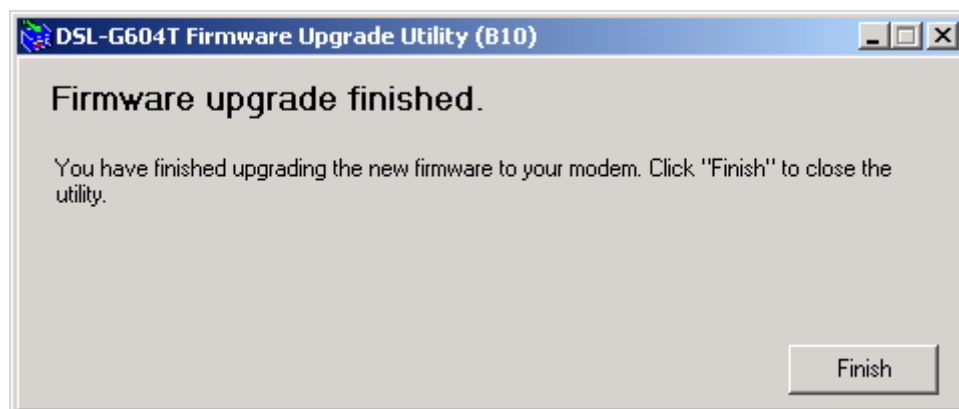 DSL-G604T Firmware Upgrade Utility (B10)
Firmware upgrade finished.
You have finished upgrading the new firmware to your modem. Click "Finish" to close the
utility.
Finish